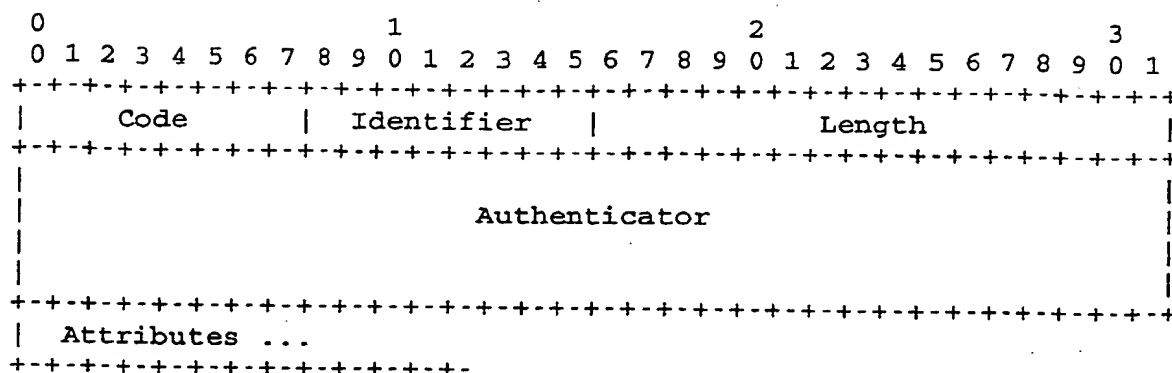 0                   1                   2                   3
0 1 2 3 4 5 6 7 8 9 0 1 2 3 4 5 6 7 8 9 0 1 2 3 4 5 6 7 8 9 0 1
+-+-+-+-+-+-+-+-+-+-+-+-+-+-+-+-+-+-+-+-+-+-+-+-+-+-+-+-+-+-+-+-+
|     Code      |  Identifier   |            Length             |
+-+-+-+-+-+-+-+-+-+-+-+-+-+-+-+-+-+-+-+-+-+-+-+-+-+-+-+-+-+-+-+-+
|                                                               |
|                         Authenticator                         |
|                                                               |
|                                                               |
+-+-+-+-+-+-+-+-+-+-+-+-+-+-+-+-+-+-+-+-+-+-+-+-+-+-+-+-+-+-+-+-+
|  Attributes ...
+-+-+-+-+-+-+-+-+-+-+-+-+-